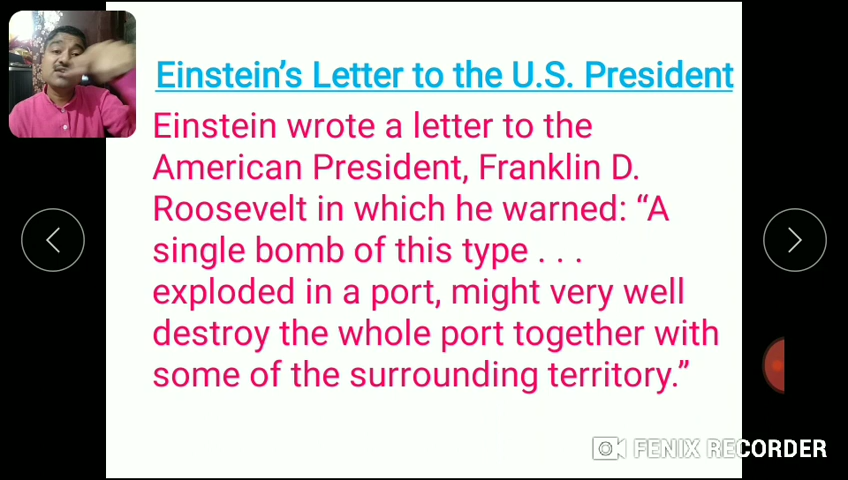 Einstein's Letter to the U.S. President
Einstein wrote a letter to the
American President, Franklin D.
Roosevelt in which he warned: “A
single bomb of this type . . .
exploded in a port, might very well
destroy the whole port together with
some of the surrounding territory.”
FENIX RECORDER